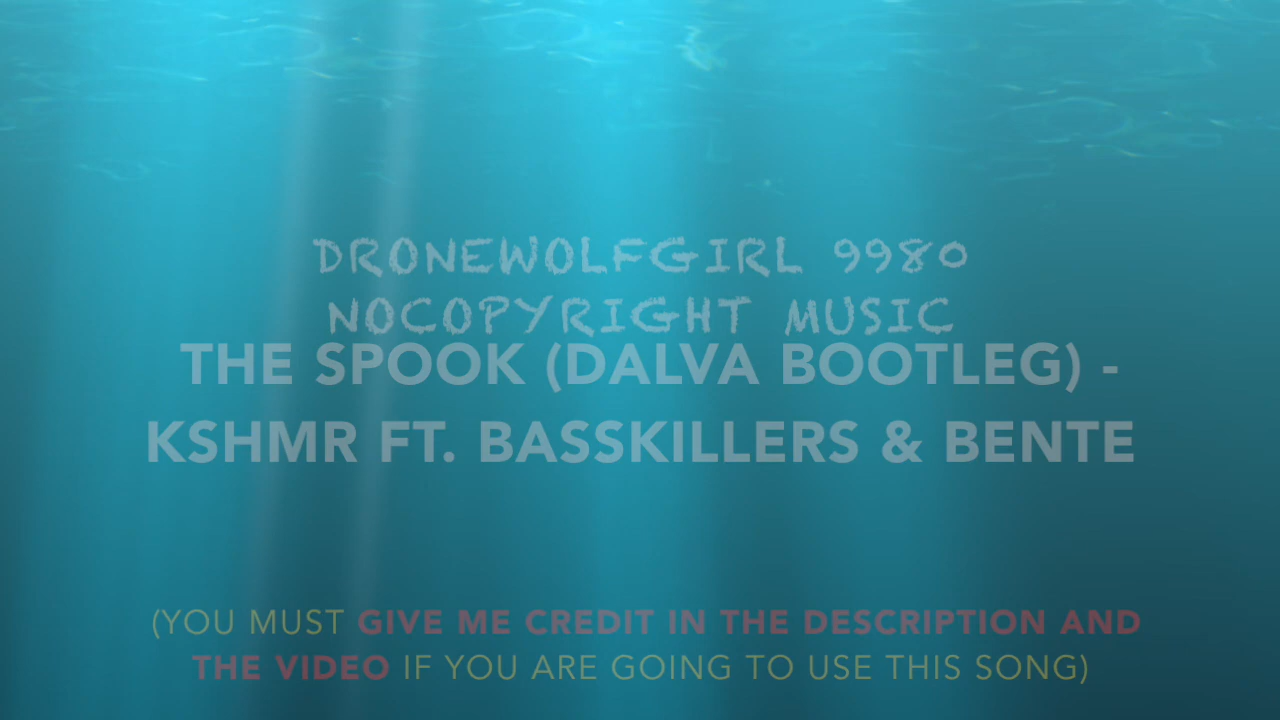 DRONEWOLFGIRL 9980
NOCOPYRIGHT MUSIC
THE SPOOK (DALVA BOOTLEG) -
KSHMR FT. BASSKILLERS & BENTE
(YOU MUST GIVE ME CREDIT IN THE DESCRIPTION AND
THE VIDEO IF YOU ARE GOING TO USE THIS SONG)